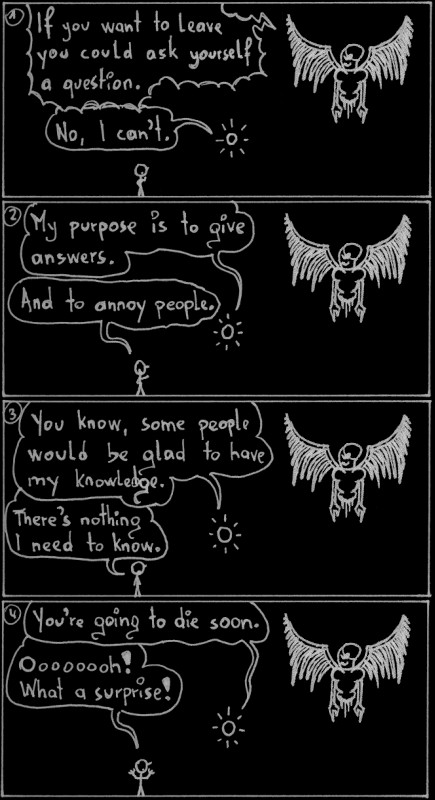 1
If you want to leave
you could ask yourself
a question.
No, I can't.
2
My purpose is to give
answers.
And to annoy people.
3
You know, some people
would be glad to have
my knowledge.
There's nothing
I need to know.
4
You're going to die soon.
Oooooooh!
What a surprise!